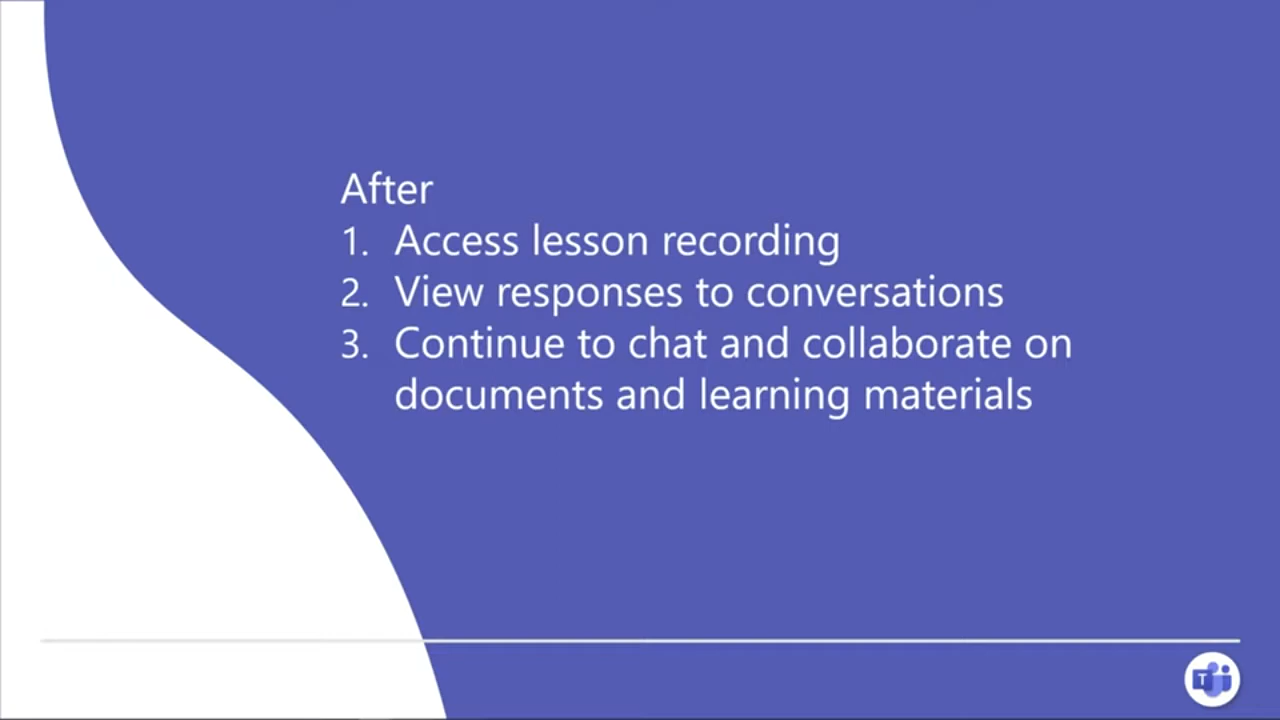 After
1. Access lesson recording
2. View responses to conversations
3. Continue to chat and collaborate on
documents and learning materials
T